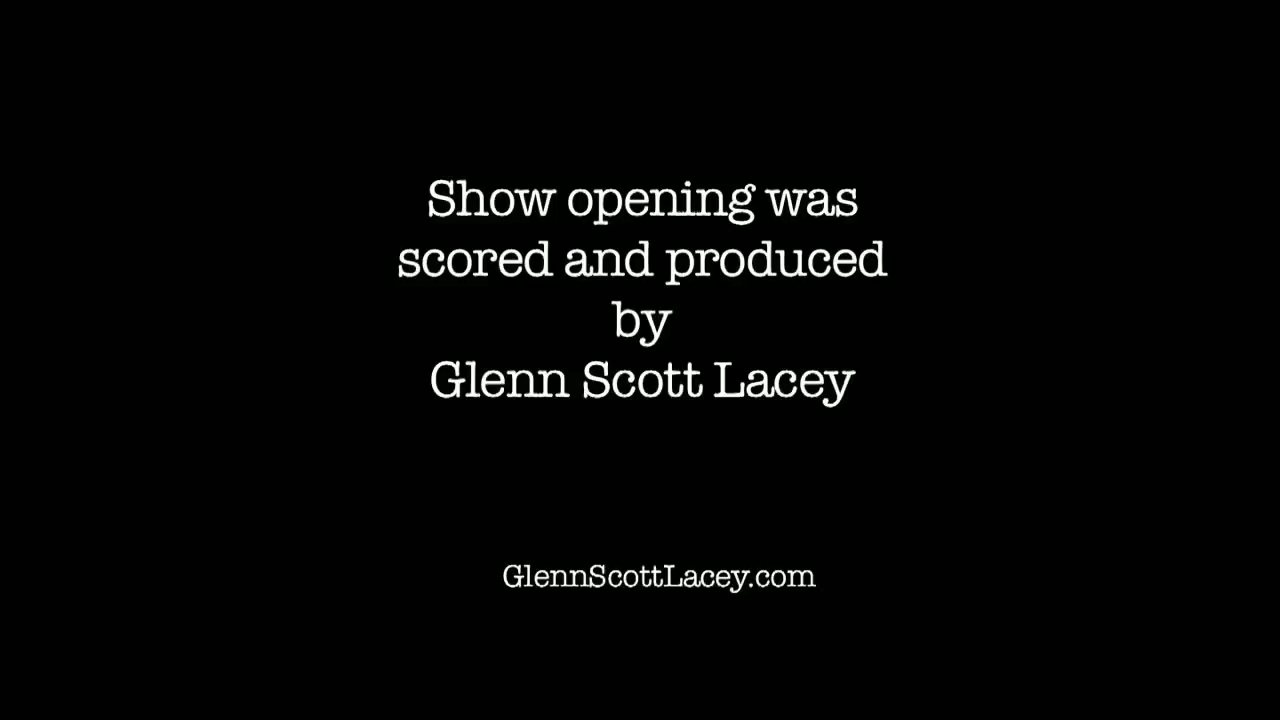 Show opening was
scored and produced
by
Glenn Scott Lacey
GlennScottLacey.com